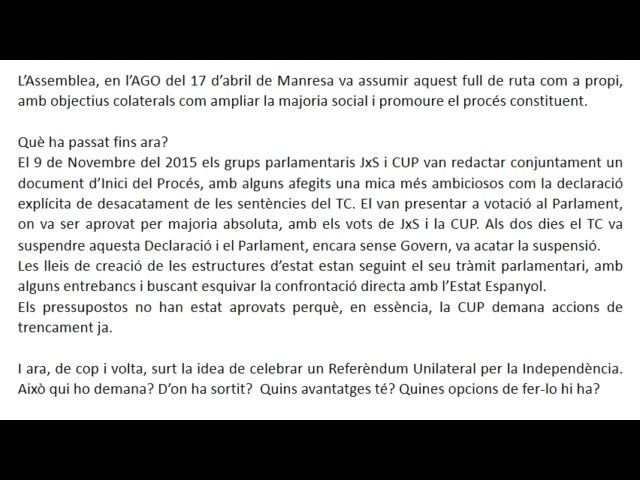 L’Assemblea, en l’AGO del 17 d’abril de Manresa va assumir aquest full de ruta com a propi,
amb objectius colaterals com ampliar la majoria social i promoure el procés constituent.
Què ha passat fins ara?
El 9 de Novembre del 2015 els grups parlamentaris JxS i CUP van redactar conjuntament un
document d’Inici del Procés, amb alguns afegits una mica més ambiciosos com la declaració
explícita de desacatament de les sentències del TC. El van presentar a votació al Parlament,
on va ser aprovat per majoria absoluta, amb els vots de JxS i la CUP. Als dos dies el TC va
suspendre aquesta Declaració i el Parlament, encara sense Govern, va acatar la suspensió.
Les lleis de creació de les estructures d’estat estan seguint el seu tràmit parlamentari, amb
alguns entrebancs i buscant esquivar la confrontació directa amb l’Estat Espanyol.
Els pressupostos no han estat aprovats perquè, en essència, la CUP demana accions de
trencament ja.
I ara, de cop i volta, surt la idea de celebrar un Referèndum Unilateral per la Independència.
Això qui ho demana? D’on ha sortit?  Quins avantatges té? Quines opcions de fer-lo hi ha?